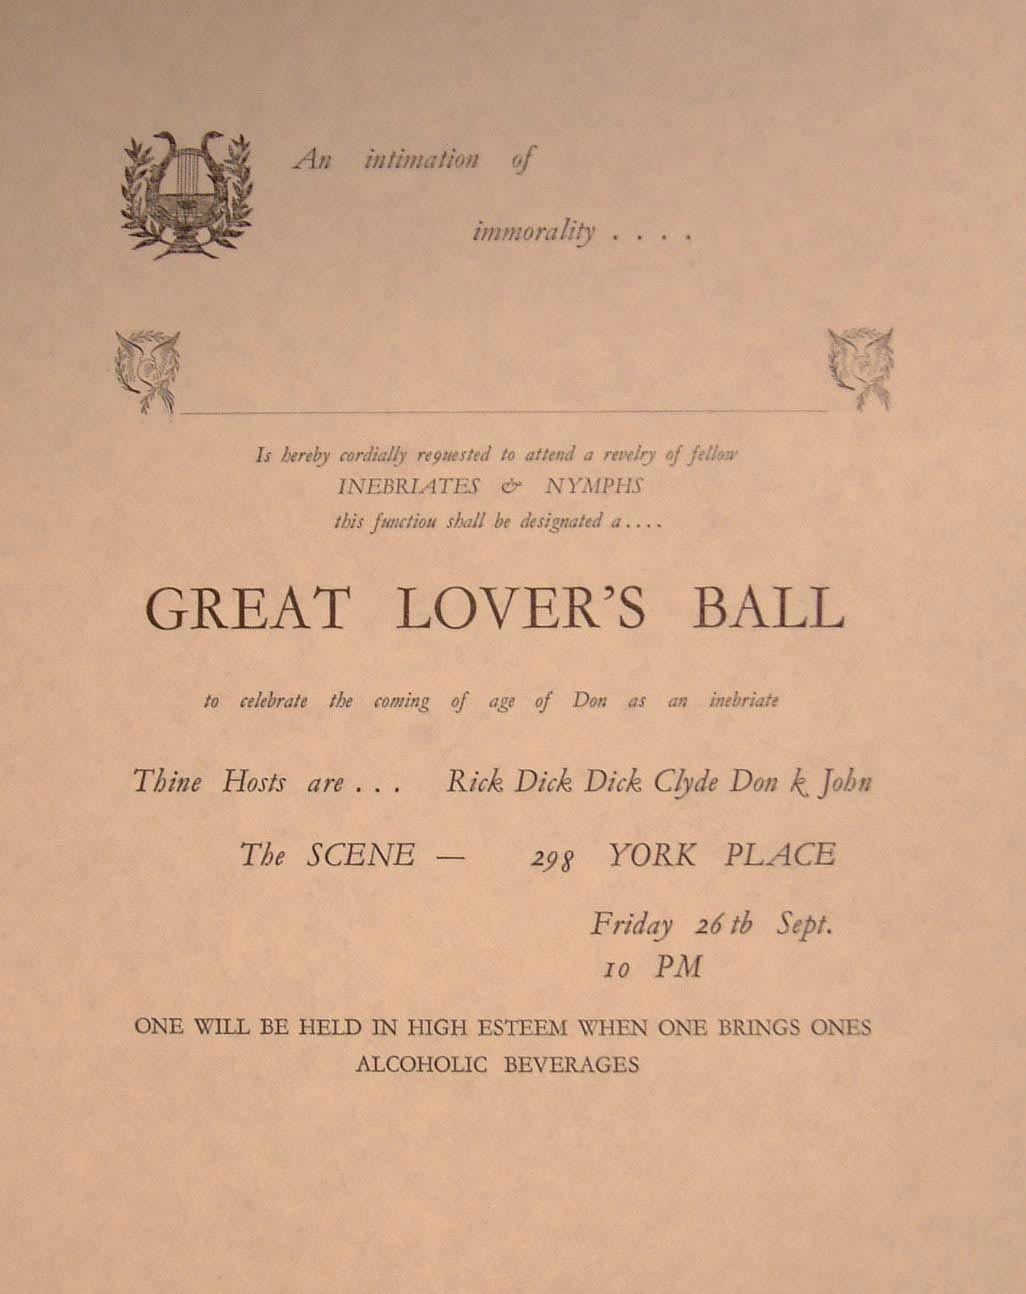 An intimation of
immorality . . . .
Is hereby cordially requested to attend a revelry of fellow
INEBRIATES & NYMPHS
this function shall be designated a . . . .
GREAT LOVER’S BALL
to celebrate the coming of age of Don as an inebriate
Thine Hosts are . . . Rick Dick Dick Clyde Don k John
The SCENE — 298 YORK PLACE
Friday 26 th Sept.
10 PM
ONE WILL BE HELD IN HIGH ESTEEM WHEN ONE BRINGS ONES
ALCOHOLIC BEVERAGES